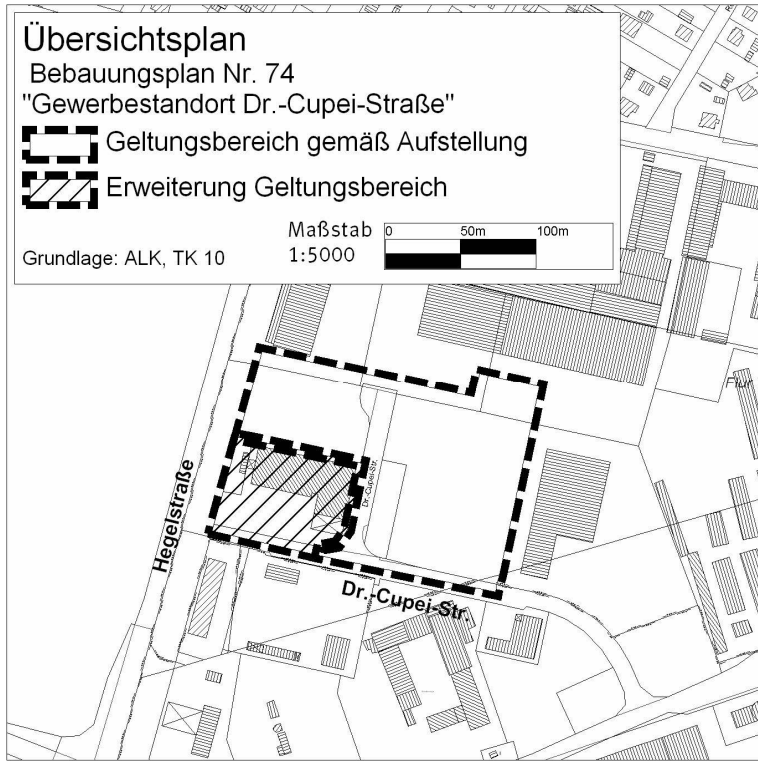 Übersichtsplan
Bebauungsplan Nr. 74
"Gewerbestandort Dr.-Cupei-Straße"
Geltungsbereich gemäß Aufstellung
Erweiterung Geltungsbereich
Maßstab
1:5000
0 50m 100m
Grundlage: ALK, TK 10
Flur
Dr.-Cupei-Str.
Hegelstraße
Dr.-Cupei-Str.